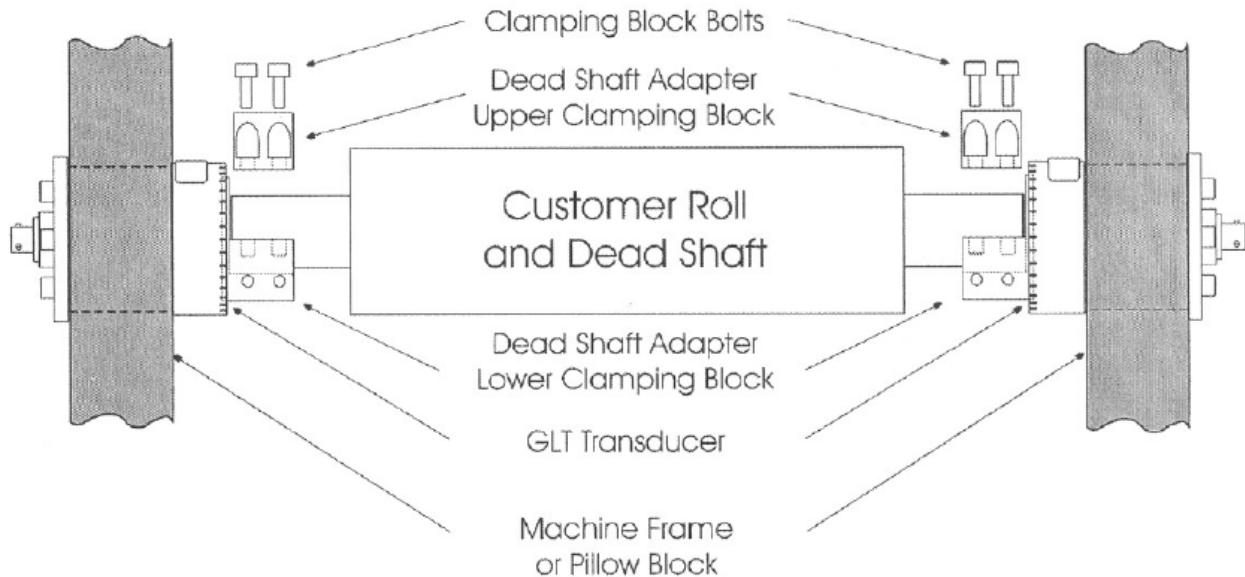 Clamping Block Bolts
Dead Shaft Adapter
Upper Clamping Block
Customer Roll
and Dead Shaft
Dead Shaft Adapter
Lower Clamping Block
GLT Transducer
Machine Frame
or Pillow Block